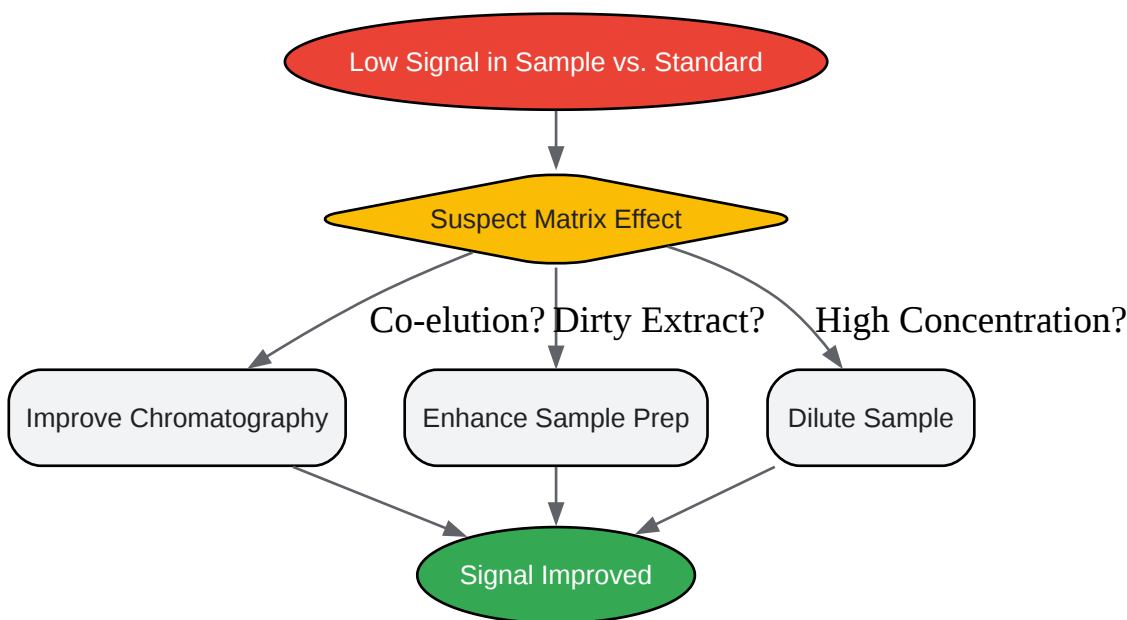 Low Signal in Sample vs. Standard
Suspect Matrix Effect
Co-elution?
Dirty Extract?
High Concentration?
Improve Chromatography
Enhance Sample Prep
Dilute Sample
Signal Improved